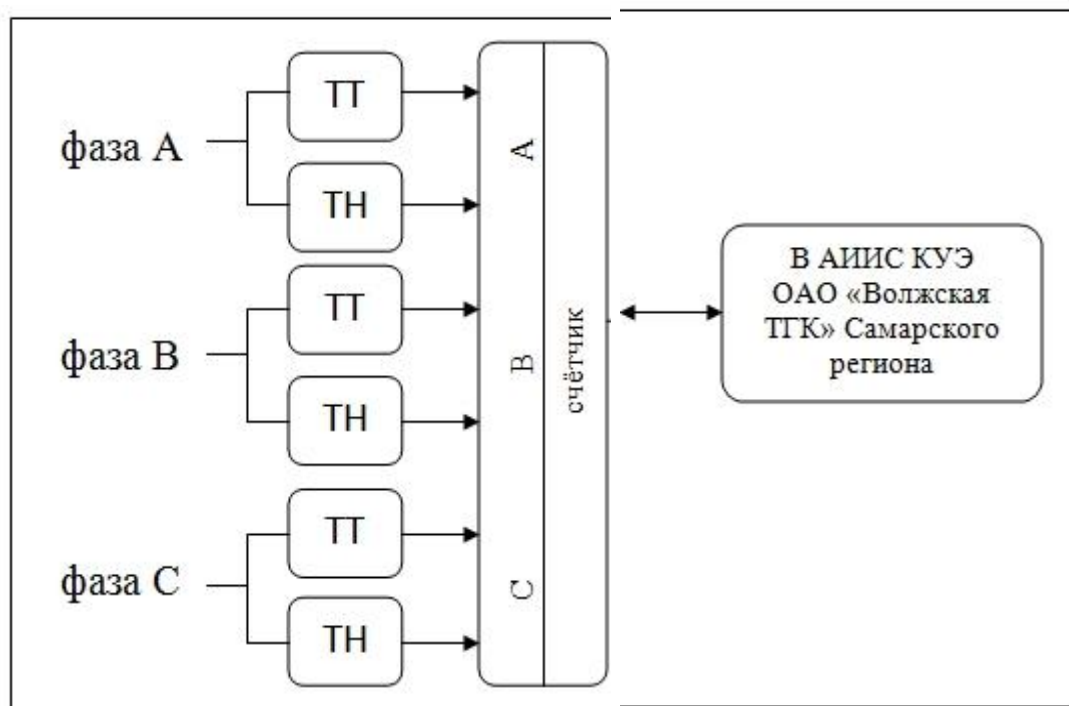 фаза А
ТТ
ТН
А
фаза В
ТТ
ТН
В
фаза С
ТТ
ТН
С
счётчик
В АИИС КУЭ
ОАО «Волжская
ТГК» Самарского
региона